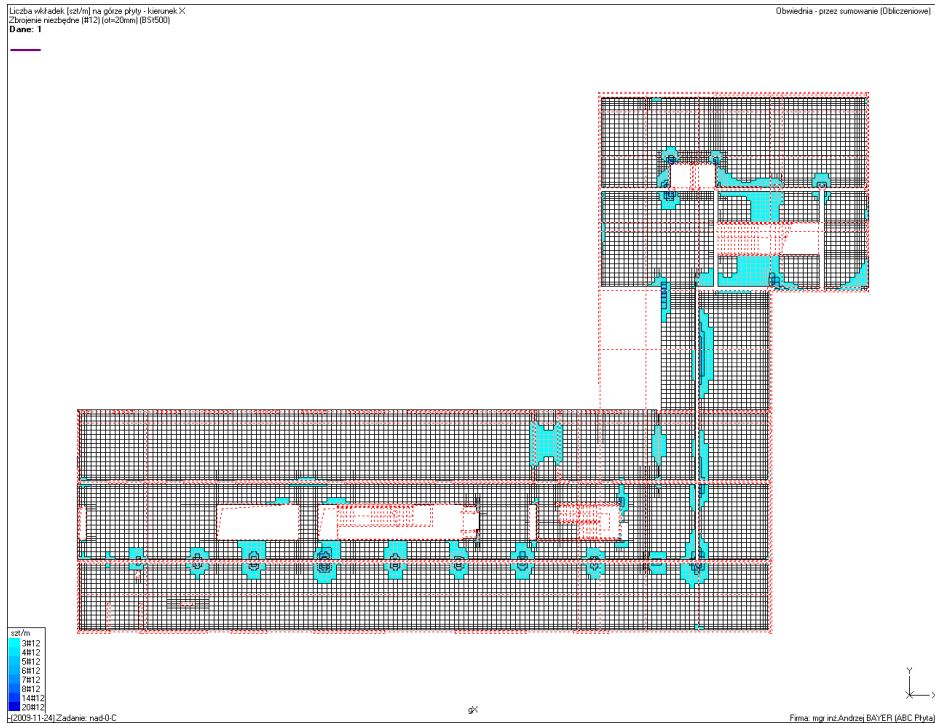 Liczba wkładek [szt/m] na górze płyty - kierunek X
Obwiednia - przez sumowanie (Obliczeniowe)
Zbrojenie niezbędne (#12) (ot=20mm) (BSt500)
Dane: 1
szt/m
3#12
4#12
5#12
6#12
7#12
8#12
14#12
20#12
Y
X
gX
-(2009-11-24) Zadanie: nad-0-C
Firma: mgr inż.Andrzej BAYER (ABC Płyta)